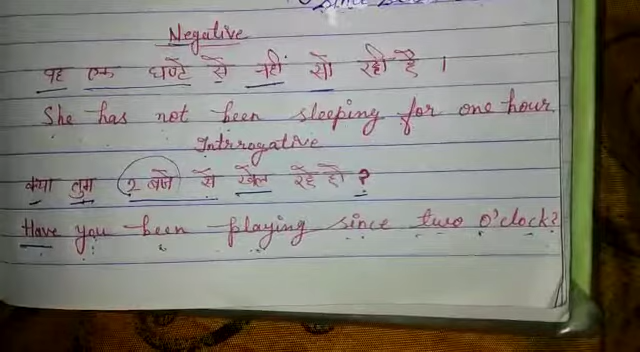 Negative
वह एक घण्टे से नहीं सो रही है ।
She has not been sleeping for one hour.
Intrrogative
क्या तुम 2 बजे से खेल रहे हो ?
Have you been playing since two o'clock?